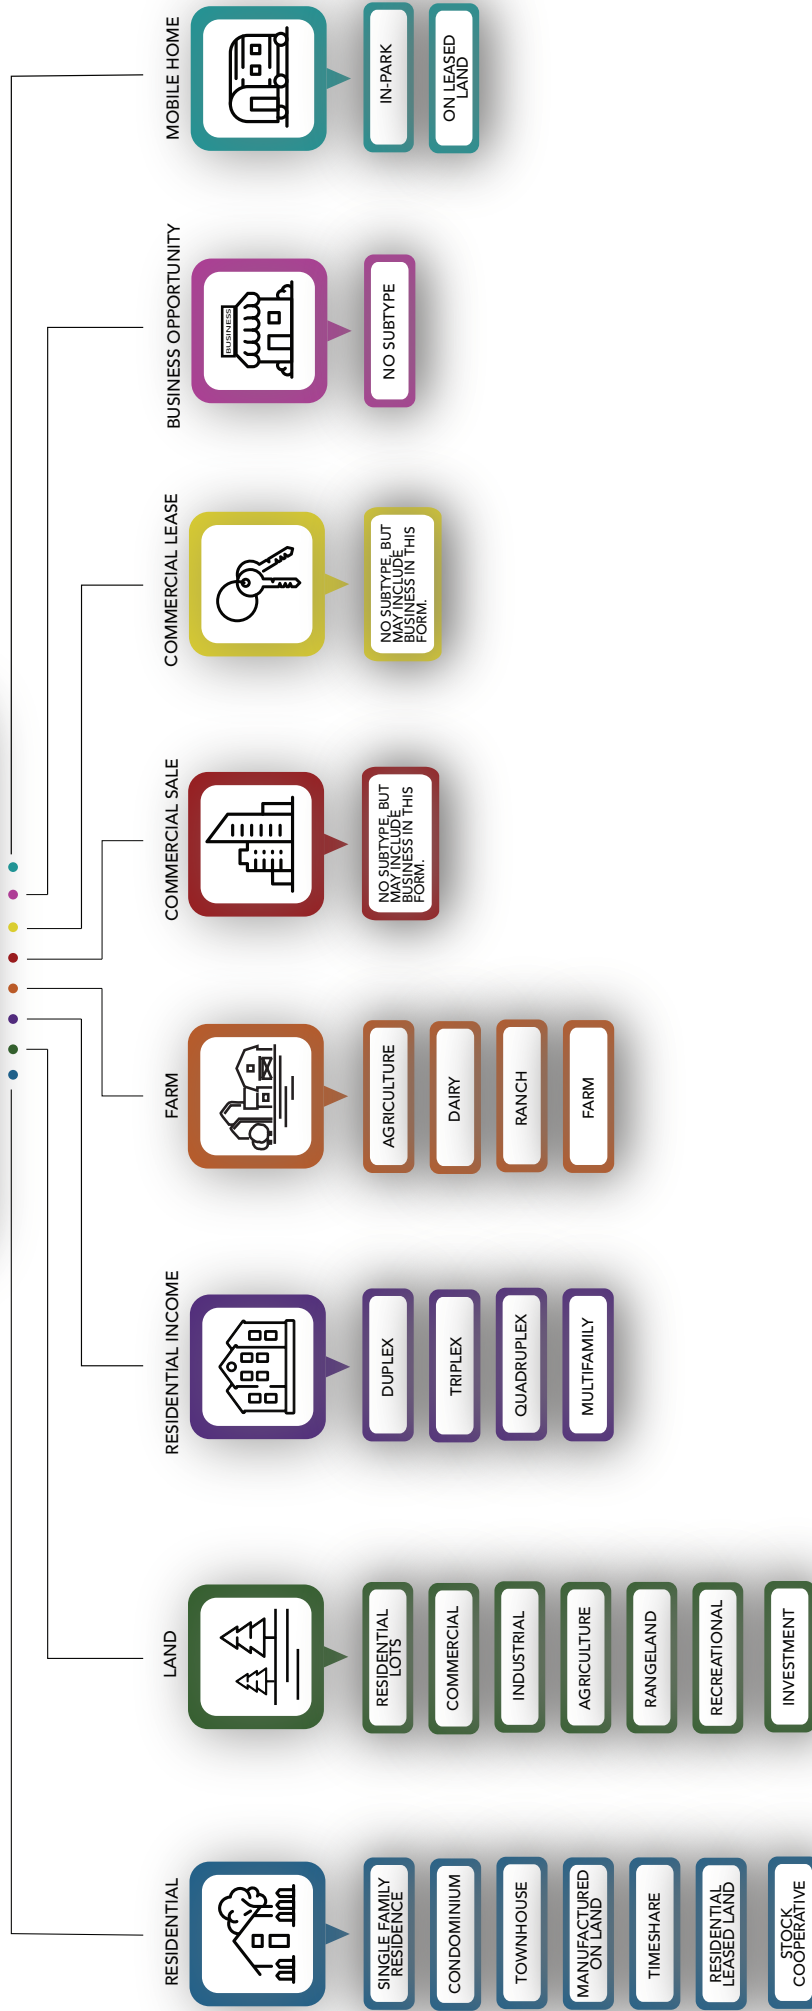 RESIDENTIAL
SINGLE FAMILY
RESIDENCE
CONDOMINIUM
TOWNHOUSE
MANUFACTURED
ON LAND
TIMESHARE
RESIDENTIAL
LEASED LAND
STOCK
COOPERATIVE
LAND
RESIDENTIAL
LOTS
COMMERCIAL
INDUSTRIAL
AGRICULTURE
RANGELAND
RECREATIONAL
INVESTMENT
RESIDENTIAL INCOME
DUPLEX
TRIPLEX
QUADRUPLEX
MULTIFAMILY
FARM
AGRICULTURE
DAIRY
RANCH
FARM
COMMERCIAL SALE
NO SUBTYPE, BUT
MAY INCLUDE
BUSINESS IN THIS
FORM.
COMMERCIAL LEASE
NO SUBTYPE, BUT
MAY INCLUDE
BUSINESS IN THIS
FORM.
BUSINESS OPPORTUNITY
BUSINESS
NO SUBTYPE
MOBILE HOME
IN-PARK
ON LEASED
LAND